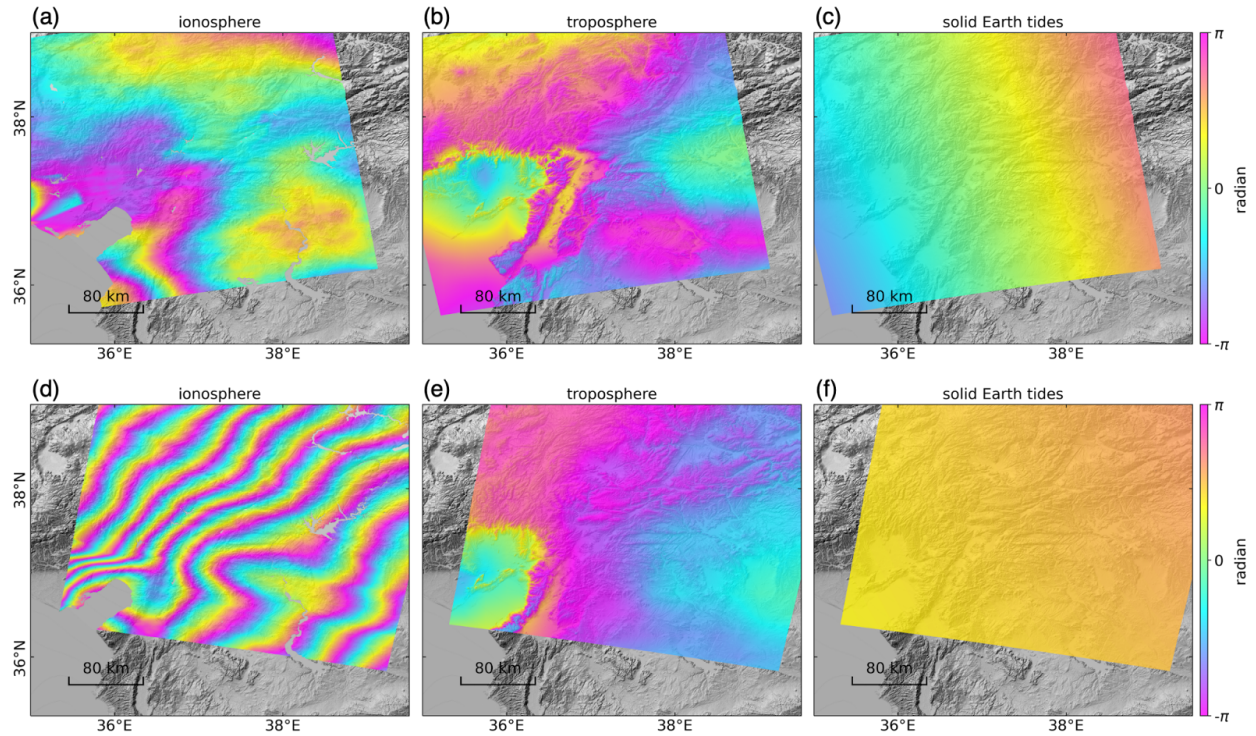 (a) ionosphere
(b) troposphere
(c) solid Earth tides
38°N
36°N
80 km
80 km
80 km
36°E 38°E
36°E 38°E
36°E 38°E
π
0
-π
radian
(d) ionosphere
(e) troposphere
(f) solid Earth tides
38°N
36°N
80 km
80 km
80 km
36°E 38°E
36°E 38°E
36°E 38°E
π
0
-π
radian